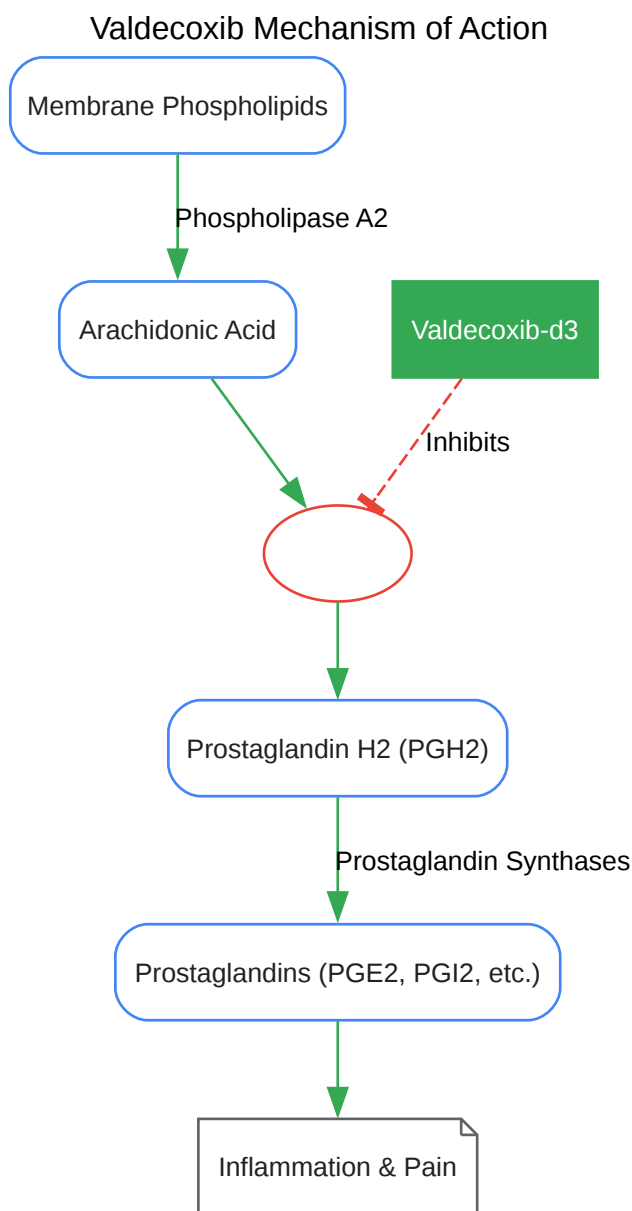 Valdecoxib Mechanism of Action
Membrane Phospholipids
Phospholipase A2
Arachidonic Acid
Valdecoxib-d3
Inhibits
Prostaglandin H2 (PGH2)
Prostaglandin Synthases
Prostaglandins (PGE2, PGI2, etc.)
Inflammation & Pain